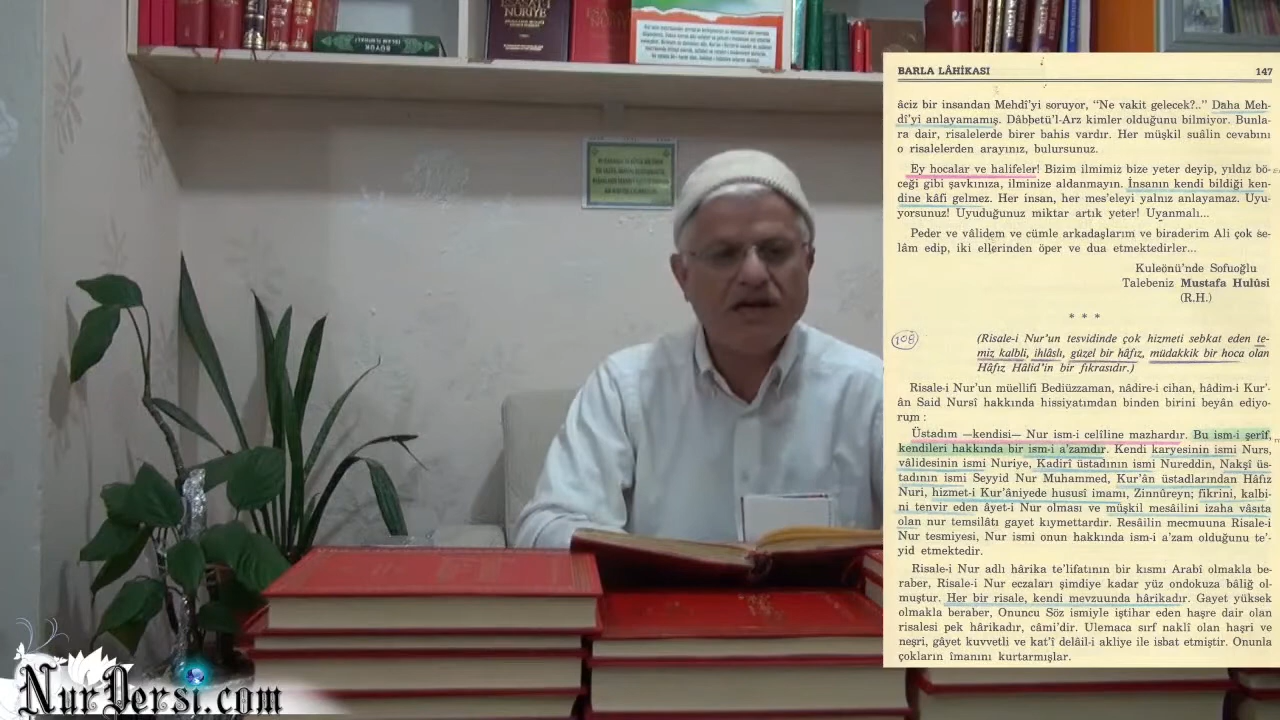 NURİYE
BÜYÜK
BARLA LÂHİKASI 147
âciz bir insandan Mehdî'yi soruyor, "Ne vakit gelecek?.." Daha Meh-
dî'yi anlayamamış. Dâbbetü'l-Arz kimler olduğunu bilmiyor. Bunla-
ra dair, risalelerde birer bahis vardır. Her müşkil suâlin cevabını
o risalelerden arayınız, bulursunuz.
Ey hocalar ve halifeler! Bizim ilmimiz bize yeter deyip, yıldız bö-
ceği gibi şavkınıza, ilminize aldanmayın. İnsanın kendi bildiği ken-
dine kâfi gelmez. Her insan, her mes'eleyi yalnız anlayamaz. Uyu-
yorsunuz! Uyuduğunuz miktar artık yeter! Uyanmalı...
Peder ve vâlidem ve cümle arkadaşlarım ve biraderim Ali çok se-
lâm edip, iki ellerinden öper ve dua etmektedirler...
Kuleönü'nde Sofuoğlu
Talebeniz Mustafa Hulûsi
(R.H.)
* * *
108
(Risale-i Nur'un tesvidinde çok hizmeti sebkat eden te-
miz kalbli, ihlâslı, güzel bir hâfız, müdakkik bir hoca olan
Hâfız Hâlid'in bir fıkrasıdır.)
Risale-i Nur'un müellifi Bediüzzaman, nâdire-i cihan, hâdim-i Kur'-
ân Said Nursî hakkında hissiyatımdan binden birini beyân ediyo-
rum :
Üstadım —kendisi— Nur ism-i celîline mazhardır. Bu ism-i şerîf,
kendileri hakkında bir ism-i a'zamdır. Kendi karyesinin ismi Nurs,
vâlidesinin ismi Nuriye, Kadirî üstadının ismi Nureddin, Nakşî üs-
tadının ismi Seyyid Nur Muhammed, Kur'ân üstadlarından Hâfız
Nuri, hizmet-i Kur'âniyede hususî imamı, Zinnûreyn; fikrini, kalbi-
ni tenvir eden âyet-i Nur olması ve müşkil mesâilini izaha vâsıta
olan nur temsilâtı gayet kıymettardır. Resâilin mecmuuna Risale-i
Nur tesmiyesi, Nur ismi onun hakkında ism-i a'zam olduğunu te'-
yid etmektedir.
Risale-i Nur adlı hârika te'lifatının bir kısmı Arabî olmakla be-
raber, Risale-i Nur eczaları şimdiye kadar yüz ondokuza bâliğ ol-
muştur. Her bir risale, kendi mevzuunda hârikadır. Gayet yüksek
olmakla beraber, Onuncu Söz ismiyle iştihar eden haşre dair olan
risalesi pek hârikadır, câmi'dir. Ulemaca sırf naklî olan haşri ve
neşri, gâyet kuvvetli ve kat'î delâil-i akliye ile isbat etmiştir. Onunla
çokların îmanını kurtarmışlar.
NurDersi.com